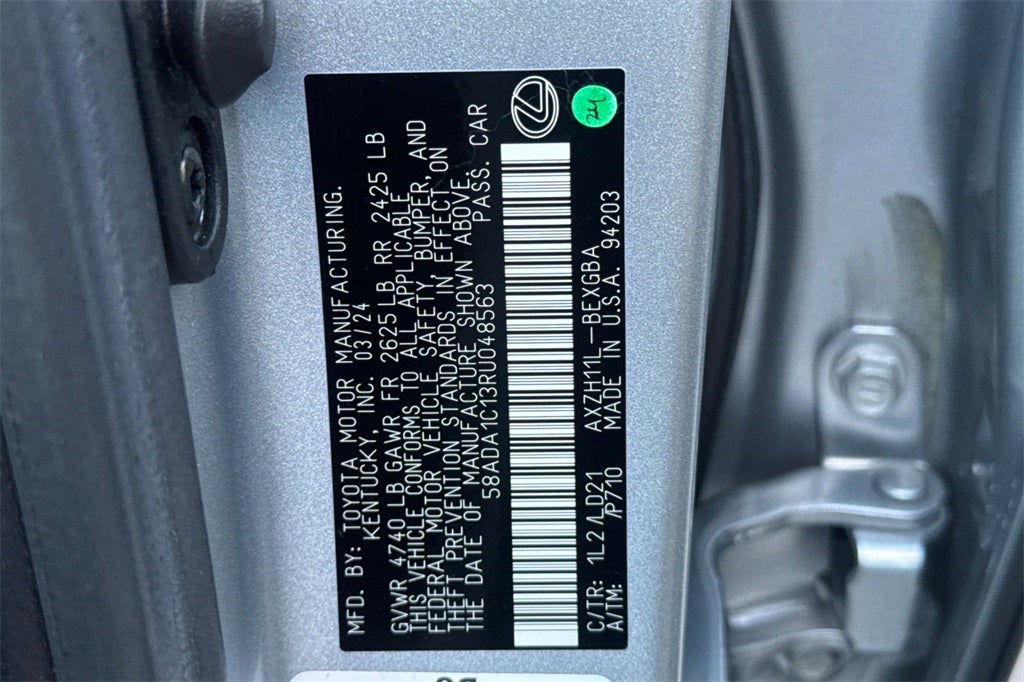 MFD. BY: TOYOTA MOTOR MANUFACTURING.
KENTUCKY, INC. 03/24
GVWR 4740 LB GAWR FR 2625 LB RR 2425 LB
THIS VEHICLE CONFORMS TO ALL APPLICABLE
FEDERAL MOTOR VEHICLE SAFETY, BUMPER, AND
THEFT PREVENTION STANDARDS IN EFFECT ON
THE DATE OF MANUFACTURE SHOWN ABOVE.
58ADA1C13RU048563 PASS. CAR
24
C/TR: 1L2 /LD21 AXZH11L-BEXGBA
A/TM: /P710 MADE IN U.S.A. 94203